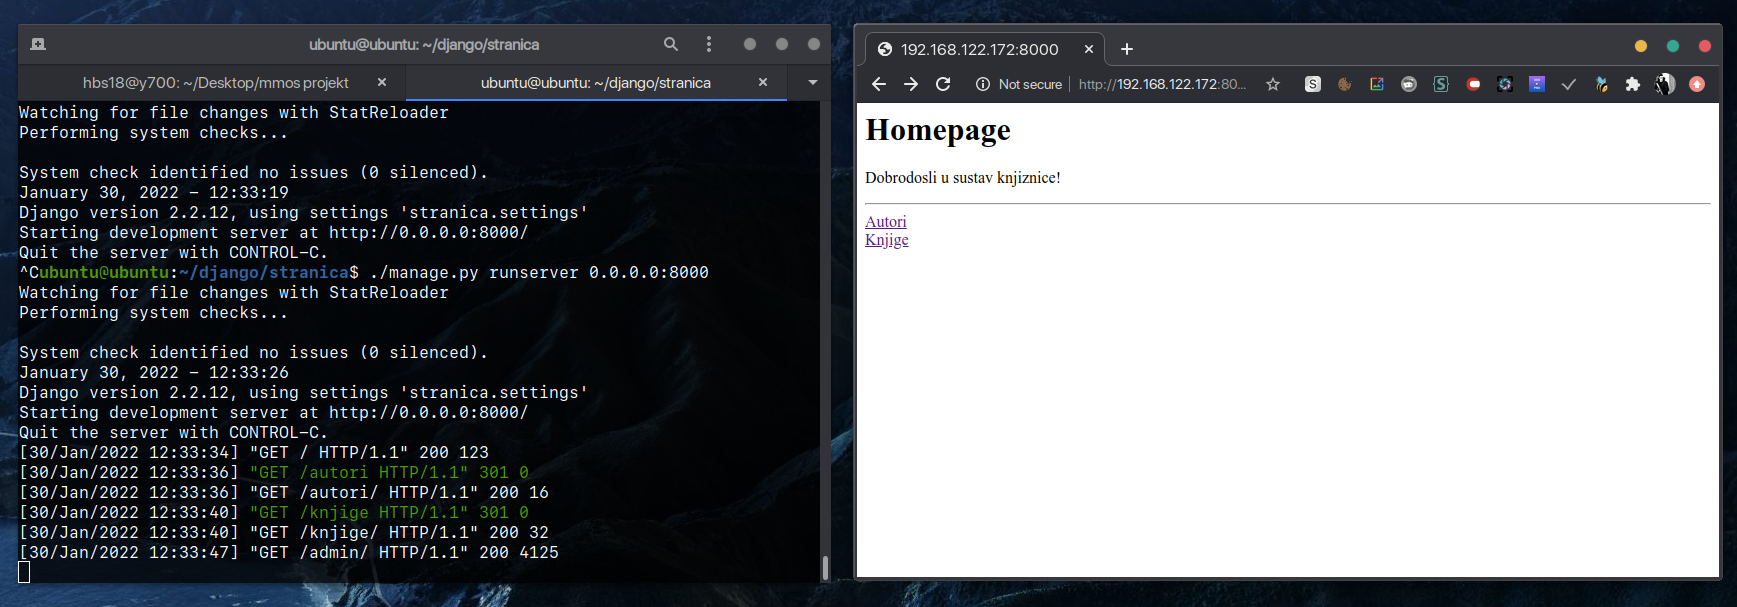 ubuntu@ubuntu: ~/django/stranica
hbs18@y700: ~/Desktop/mmos projekt
ubuntu@ubuntu: ~/django/stranica
Watching for file changes with StatReloader
Performing system checks...
System check identified no issues (0 silenced).
January 30, 2022 - 12:33:19
Django version 2.2.12, using settings 'stranica.settings'
Starting development server at http://0.0.0.0:8000/
Quit the server with CONTROL-C.
^Cubuntu@ubuntu:~/django/stranica$ ./manage.py runserver 0.0.0.0:8000
Watching for file changes with StatReloader
Performing system checks...
System check identified no issues (0 silenced).
January 30, 2022 - 12:33:26
Django version 2.2.12, using settings 'stranica.settings'
Starting development server at http://0.0.0.0:8000/
Quit the server with CONTROL-C.
[30/Jan/2022 12:33:34] "GET / HTTP/1.1" 200 123
[30/Jan/2022 12:33:36] "GET /autori HTTP/1.1" 301 0
[30/Jan/2022 12:33:36] "GET /autori/ HTTP/1.1" 200 16
[30/Jan/2022 12:33:40] "GET /knjige HTTP/1.1" 301 0
[30/Jan/2022 12:33:40] "GET /knjige/ HTTP/1.1" 200 32
[30/Jan/2022 12:33:47] "GET /admin/ HTTP/1.1" 200 4125
192.168.122.172:8000
Not secure | http://192.168.122.172:80...
Homepage
Dobrodosli u sustav knjiznice!
Autori
Knjige